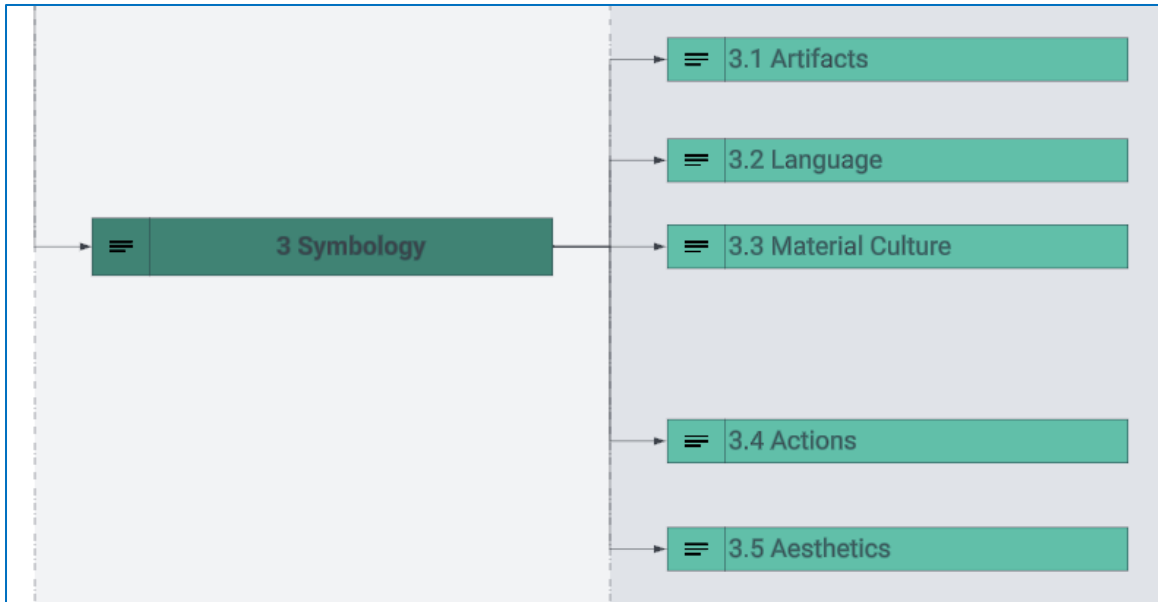 3 Symbology
3.1 Artifacts
3.2 Language
3.3 Material Culture
3.4 Actions
3.5 Aesthetics